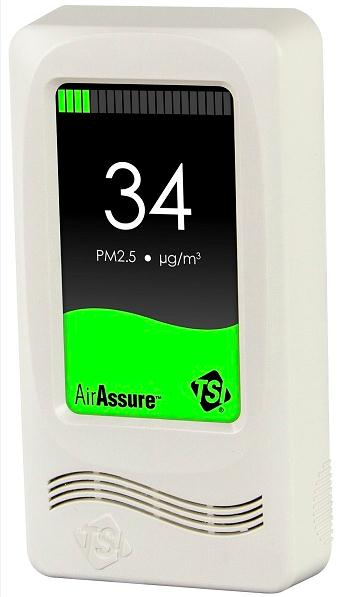 34
PM2.5 • µg/m³
AirAssure™
TSI®
TSI